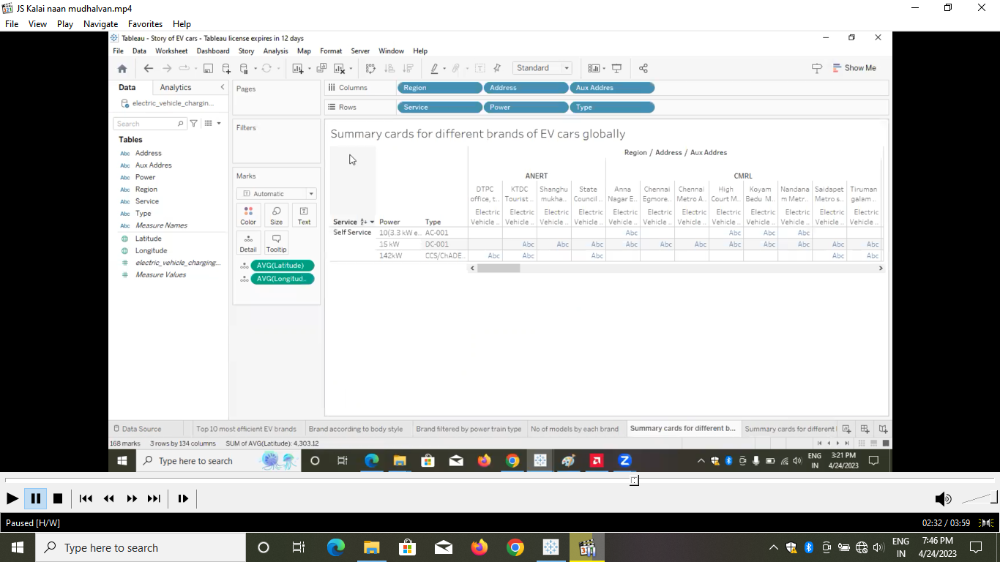 JS Kalai naan mudhalvan.mp4
File View Play Navigate Favorites Help
Tableau - Story of EV cars - Tableau license expires in 12 days
File Data Worksheet Dashboard Story Analysis Map Format Server Window Help
Standard
Show Me
Data Analytics
Pages
Columns Region Address Aux Addres
electric_vehicle_chargin...
Rows Service Power Type
Search
Filters
Summary cards for different brands of EV cars globally
Tables
Abc Address
Abc Aux Addres
Abc Power
Abc Region
Abc Service
Abc Type
Abc Measure Names
Latitude
Longitude
# electric_vehicle_charging...
# Measure Values
Marks
T Automatic
Color Size Text
Detail Tooltip
AVG(Latitude)
AVG(Longitud..
Region / Address / Aux Addres
ANERT CMRL
DTPC KTDC Shanghu State Anna Chennai Chennai High Koyam Nandana Saidapet Tiruman
office, t.. Tourist .. mukha.. Council .. Nagar E.. Egmore.. Metro A.. Court M.. Bedu M.. m Metr.. Metro s.. galam ..
Electric Electric Electric Electric Electric Electric Electric Electric Electric Electric Electric Electric
Vehicle .. Vehicle .. Vehicle .. Vehicle .. Vehicle .. Vehicle .. Vehicle .. Vehicle .. Vehicle .. Vehicle .. Vehicle .. Vehicle ..
Service Power Type
Self Service 10(3.3 kW e.. AC-001 Abc Abc Abc Abc
15 kW DC-001 Abc Abc Abc Abc Abc Abc Abc Abc Abc Abc Abc
142kW CCS/ChADE.. Abc Abc Abc Abc Abc
Data Source Top 10 most efficient EV brands Brand according to body style Brand filtered by power train type No of models by each brand Summary cards for different b... Summary cards for different
168 marks 3 rows by 134 columns SUM of AVG(Latitude): 4,303.12
Type here to search
ENG
IN
3:21 PM
4/24/2023
Paused [H/W]
02:32 / 03:59
Type here to search
ENG
IN
7:46 PM
4/24/2023